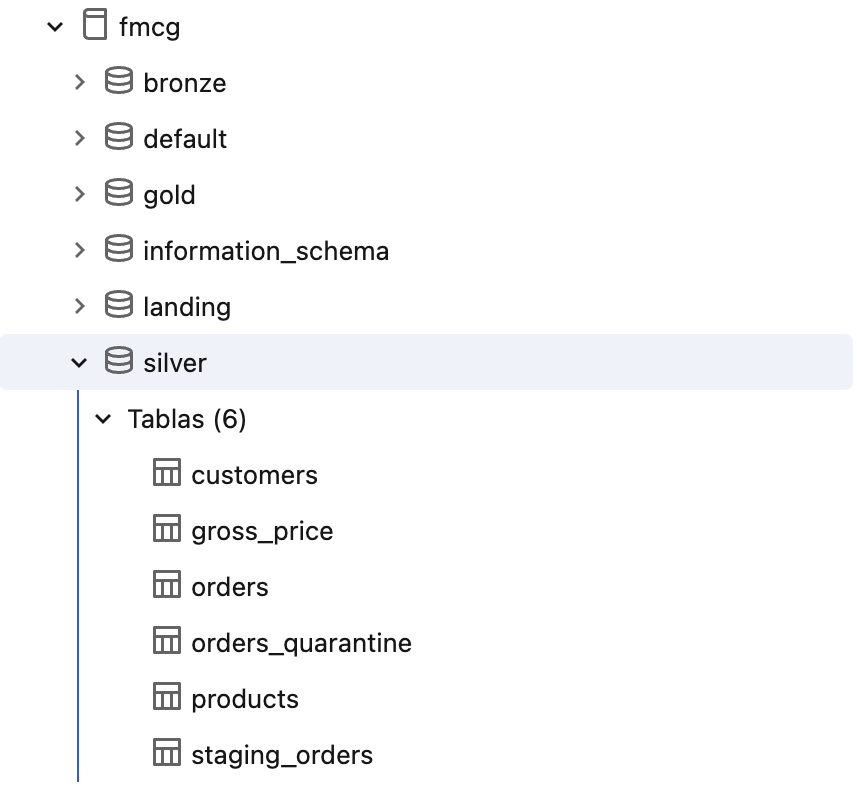 fmcg
bronze
default
gold
information_schema
landing
silver
Tablas (6)
customers
gross_price
orders
orders_quarantine
products
staging_orders